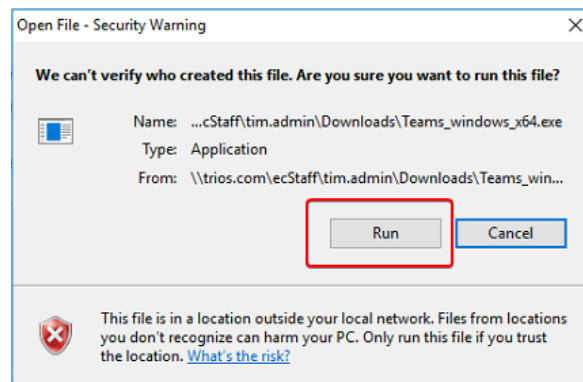 Open File - Security Warning
We can't verify who created this file. Are you sure you want to run this file?
Name: ...cStaff\tim.admin\Downloads\Teams_windows_x64.exe
Type: Application
From: \\trios.com\ecStaff\tim.admin\Downloads\Teams_win...
Run Cancel
This file is in a location outside your local network. Files from locations
you don't recognize can harm your PC. Only run this file if you trust
the location. What's the risk?